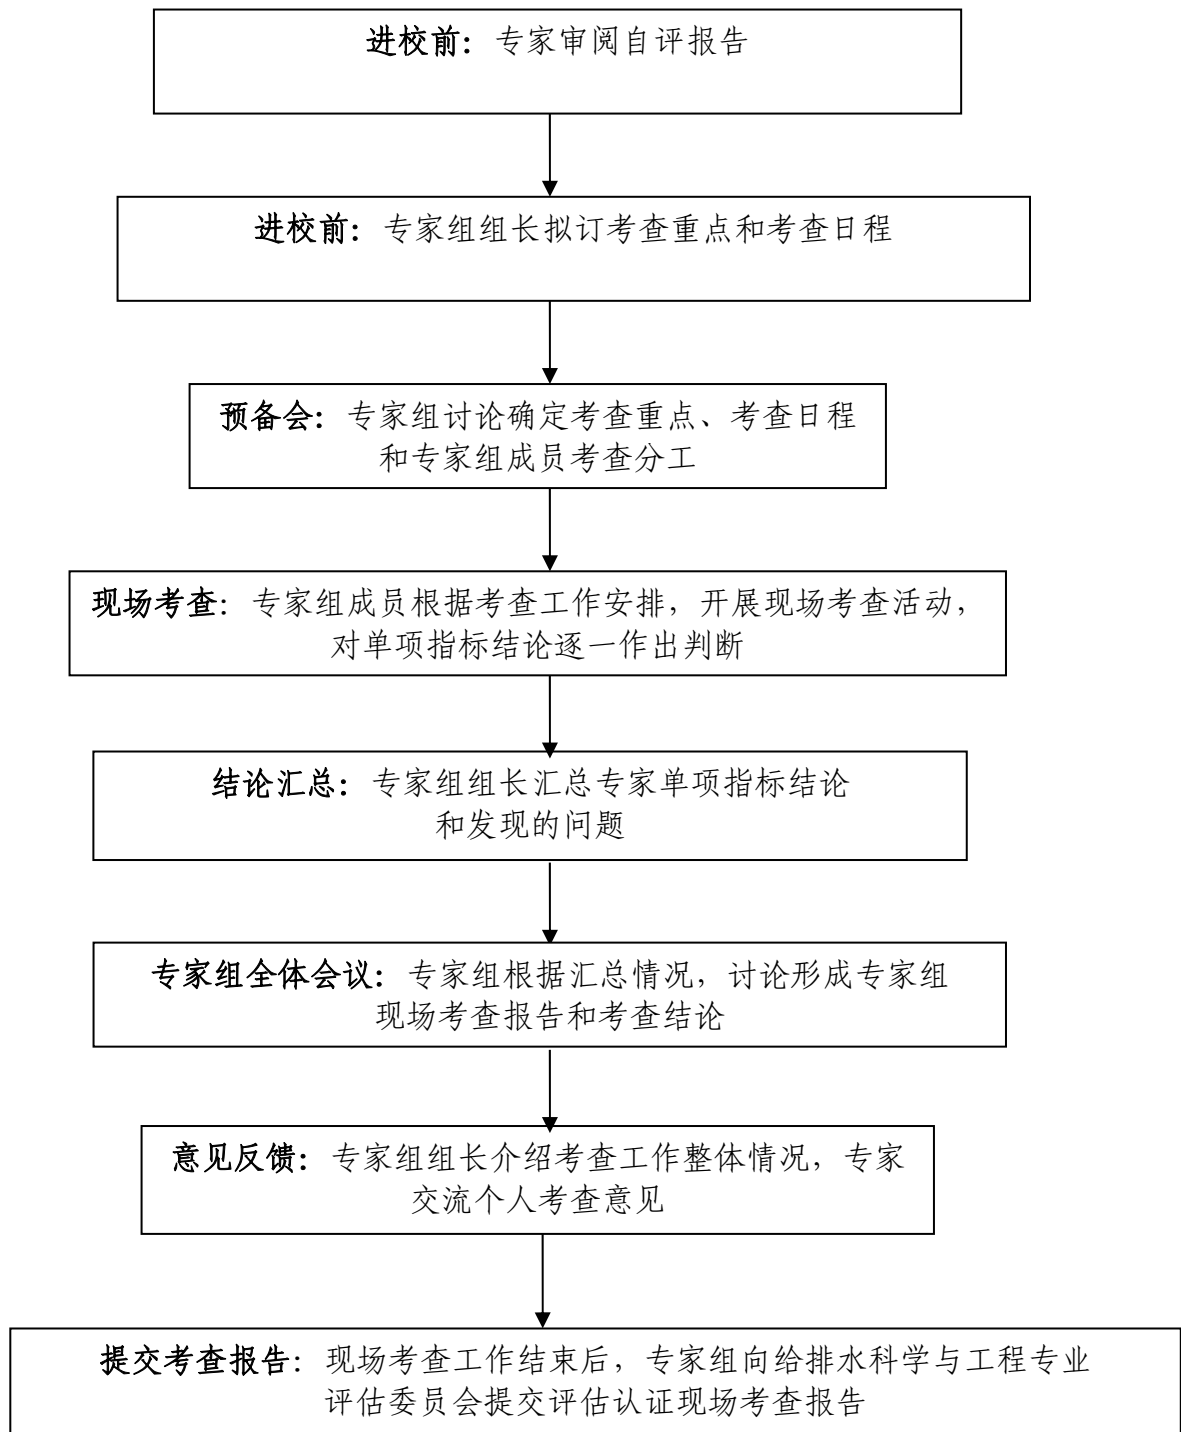 进校前：专家审阅自评报告
进校前：专家组组长拟订考查重点和考查日程
预备会：专家组讨论确定考查重点、考查日程
和专家组成员考查分工
现场考查：专家组成员根据考查工作安排，开展现场考查活动，
对单项指标结论逐一作出判断
结论汇总：专家组组长汇总专家单项指标结论
和发现的问题
专家组全体会议：专家组根据汇总情况，讨论形成专家组
现场考查报告和考查结论
意见反馈：专家组组长介绍考查工作整体情况，专家
交流个人考查意见
提交考查报告：现场考查工作结束后，专家组向给排水科学与工程专业
评估委员会提交评估认证现场考查报告